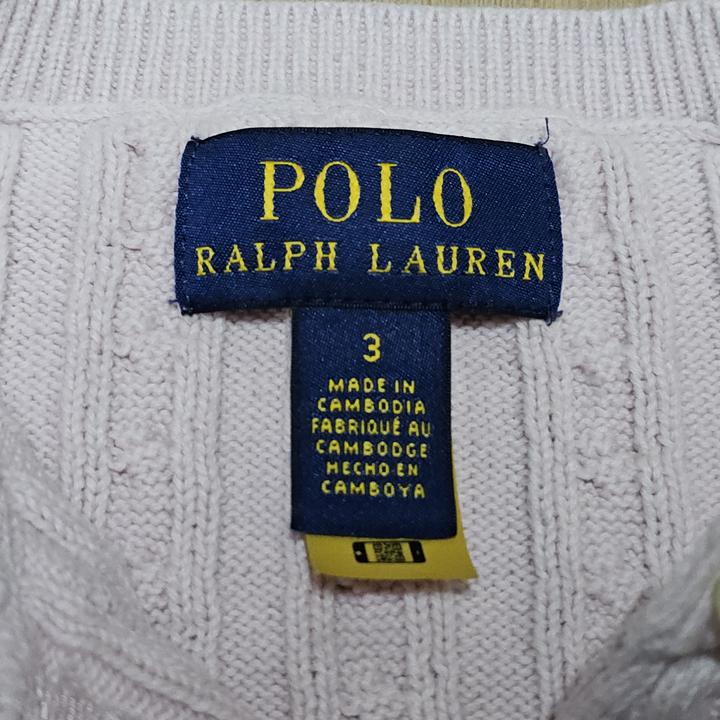 POLO
RALPH LAUREN
3
MADE IN
CAMBODIA
FABRIQUÉ AU
CAMBODGE
HECHO EN
CAMBOYA